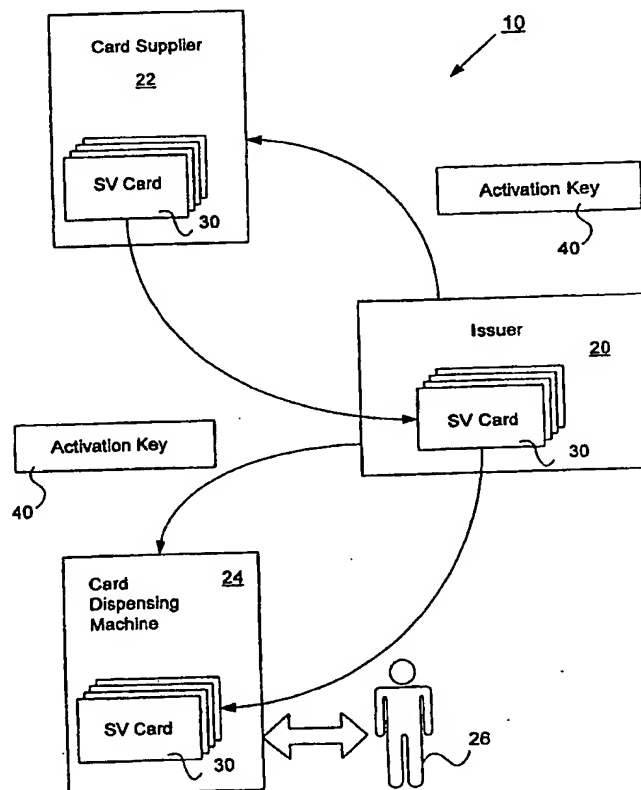 10
Card Supplier
22
SV Card
30
Activation Key
40
Issuer
20
SV Card
30
Activation Key
40
Card
Dispensing
Machine
24
SV Card
30
26